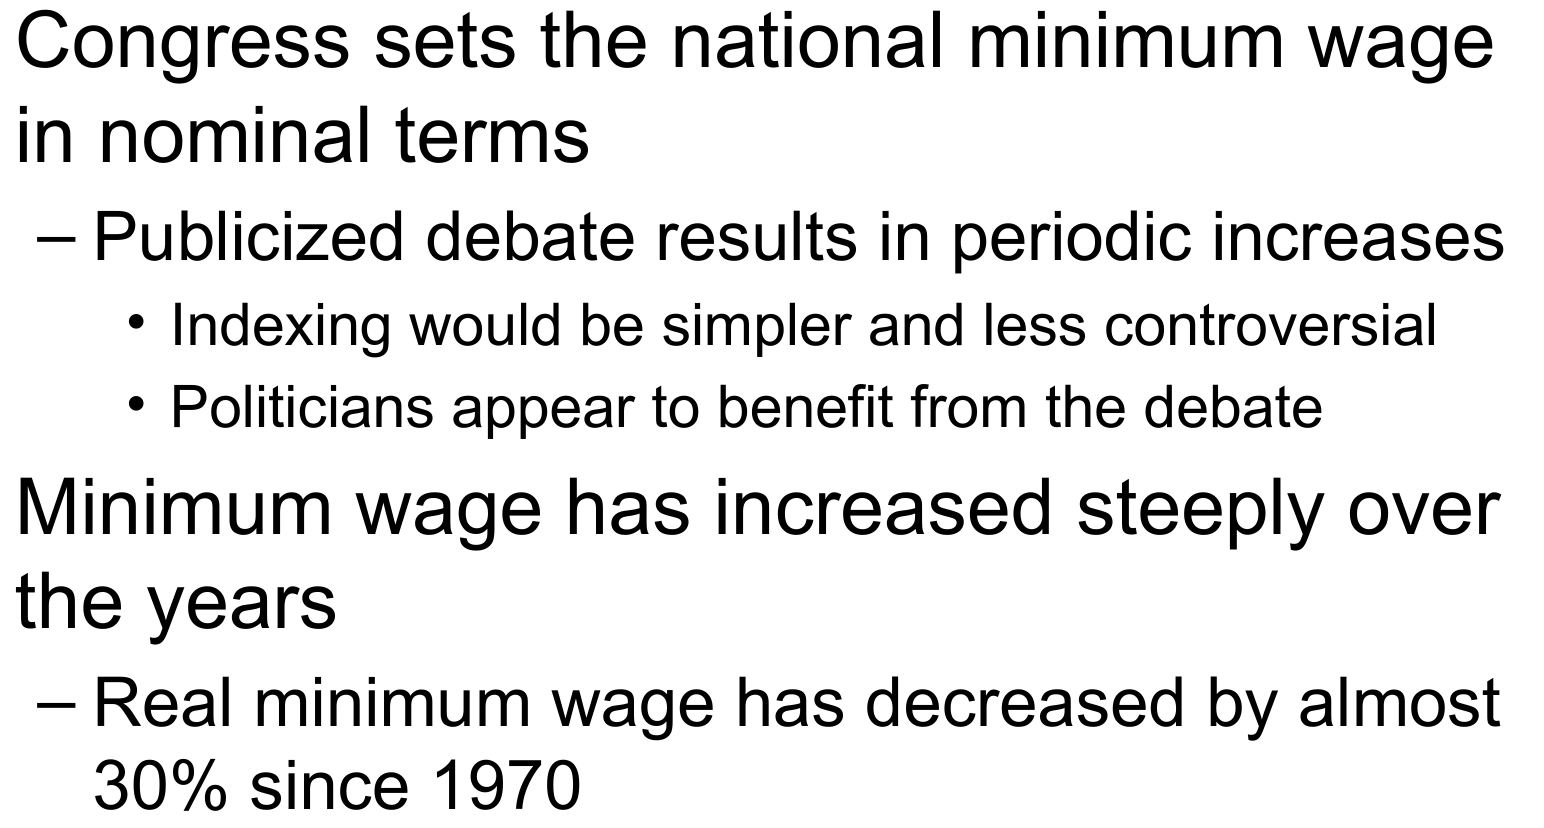 Congress sets the national minimum wage
in nominal terms
– Publicized debate results in periodic increases
• Indexing would be simpler and less controversial
• Politicians appear to benefit from the debate
Minimum wage has increased steeply over
the years
– Real minimum wage has decreased by almost
30% since 1970